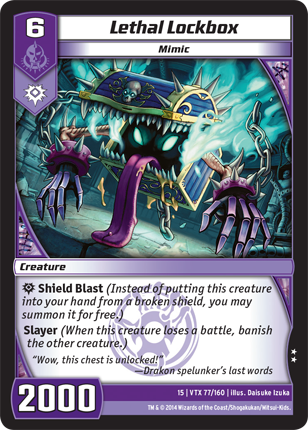 6
Lethal Lockbox
Mimic
Creature
Shield Blast (Instead of putting this creature
into your hand from a broken shield, you may
summon it for free.)
Slayer (When this creature loses a battle, banish
the other creature.)
"Wow, this chest is unlocked!"
—Drakon spelunker's last words
2000
15 | VTX 77/160 | illus. Daisuke Izuka
TM & © 2014 Wizards of the Coast/Shogakukan/Mitsui-Kids.